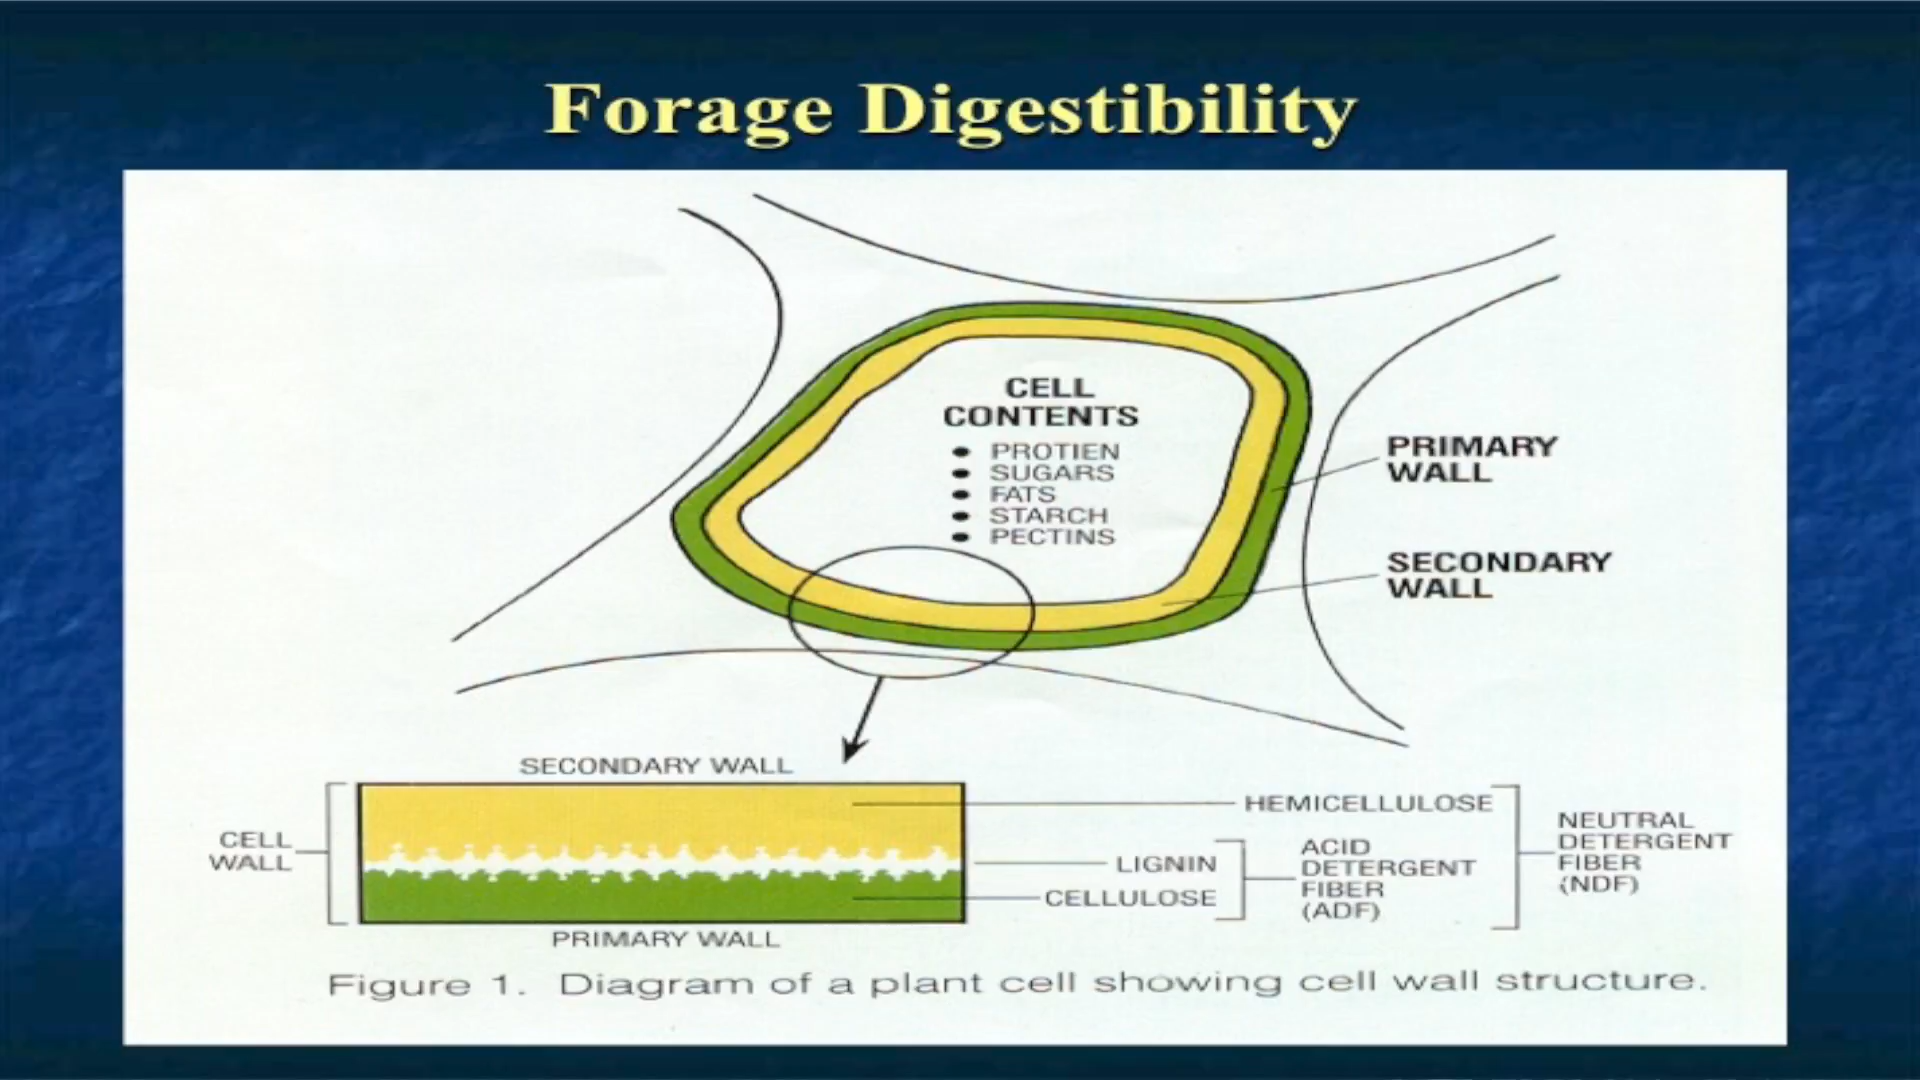 Forage Digestibility
CELL
CONTENTS
• PROTIEN
• SUGARS
• FATS
• STARCH
• PECTINS
PRIMARY
WALL
SECONDARY
WALL
SECONDARY WALL
CELL
WALL
PRIMARY WALL
HEMICELLULOSE
LIGNIN
CELLULOSE
ACID
DETERGENT
FIBER
(ADF)
NEUTRAL
DETERGENT
FIBER
(NDF)
Figure 1. Diagram of a plant cell showing cell wall structure.